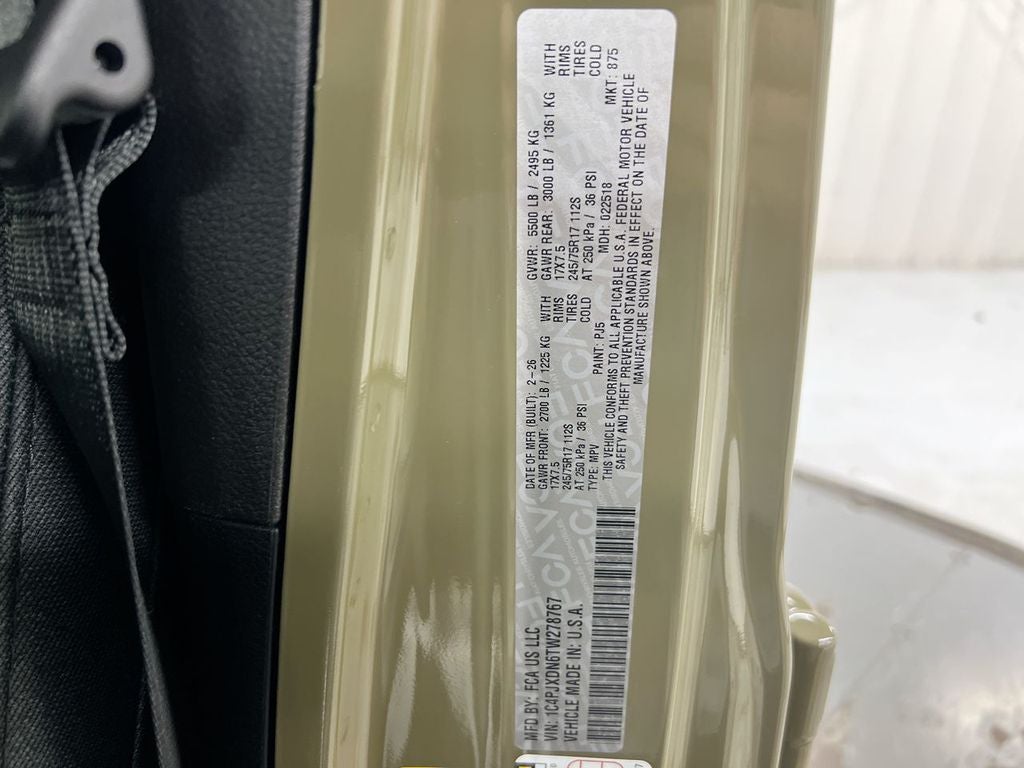 MFD BY: FCA US LLC
VIN: 1C4PJXDN6TW278767
VEHICLE MADE IN: U.S.A.
DATE OF MFR (BUILT): 2-26
GAWR FRONT: 2700 LB / 1225 KG WITH
17X7.5 RIMS
245/75R17 112S TIRES
AT 250 kPa / 36 PSI COLD
GVWR: 5500 LB / 2495 KG
GAWR REAR: 3000 LB / 1361 KG WITH
17X7.5 RIMS
245/75R17 112S TIRES
AT 250 kPa / 36 PSI COLD
TYPE: MPV PAINT: PJ5 MDH: 022518 MKT: 875
THIS VEHICLE CONFORMS TO ALL APPLICABLE U.S.A. FEDERAL MOTOR VEHICLE
SAFETY AND THEFT PREVENTION STANDARDS IN EFFECT ON THE DATE OF
MANUFACTURE SHOWN ABOVE.